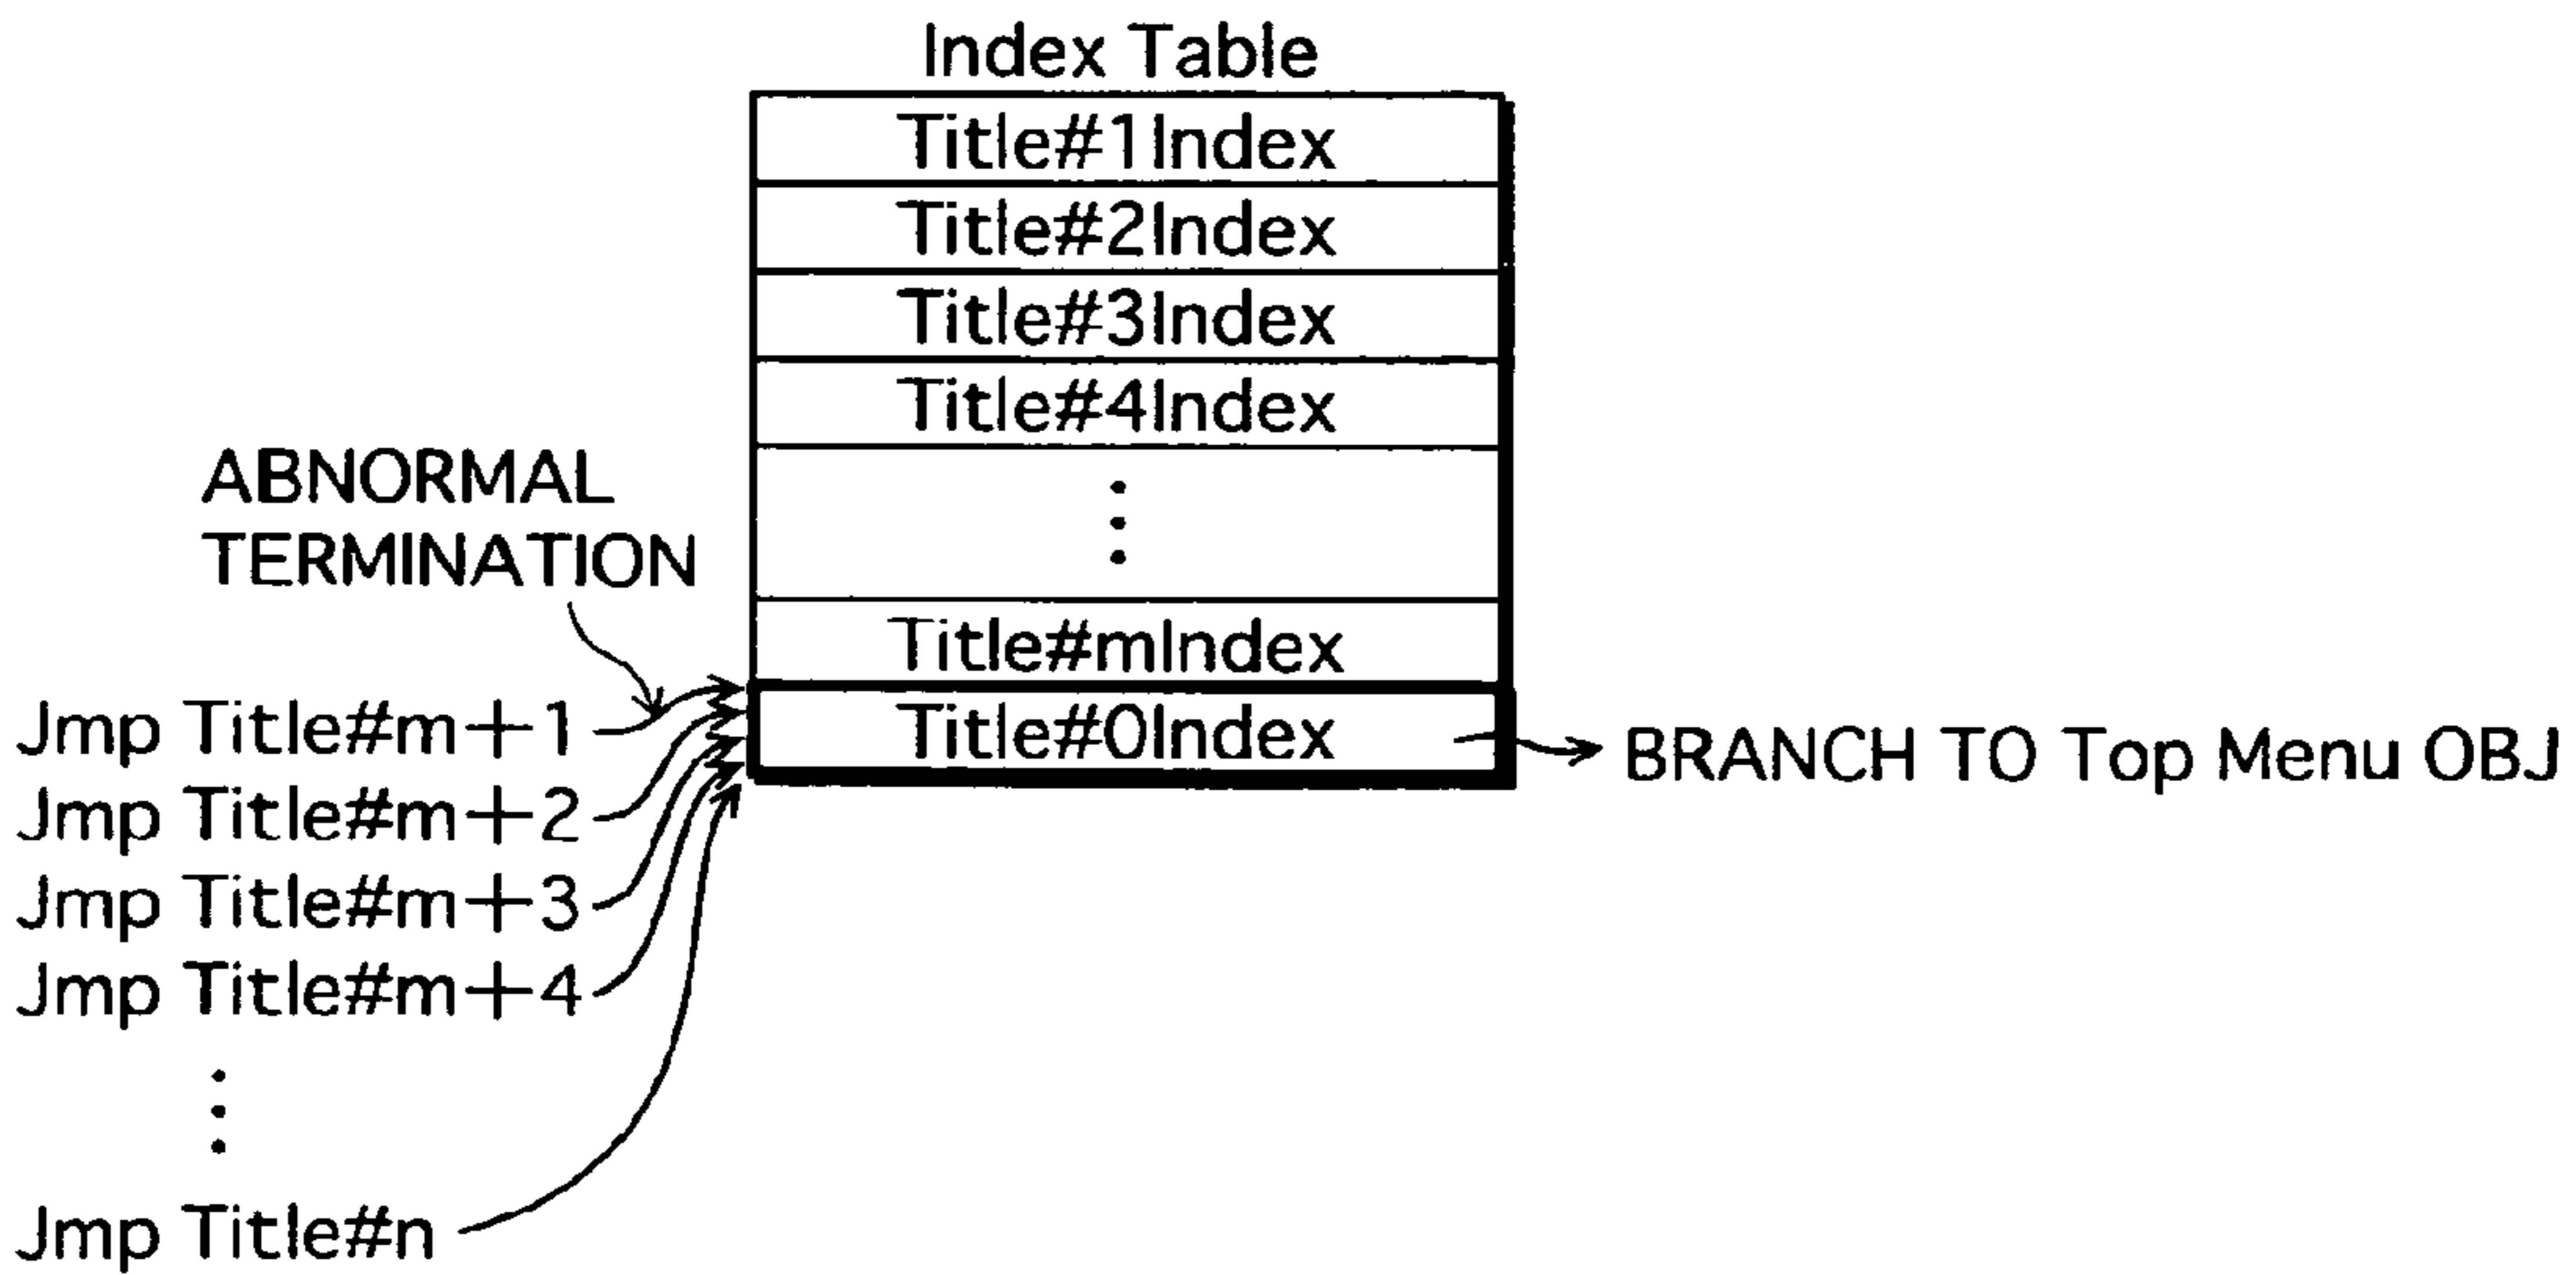 Index Table
Title#1Index
Title#2Index
Title#3Index
Title#4Index
Title#mIndex
Title#0Index
ABNORMAL
TERMINATION
Jmp Title#m+1
Jmp Title#m+2
Jmp Title#m+3
Jmp Title#m+4
Jmp Title#n
BRANCH TO Top Menu OBJ